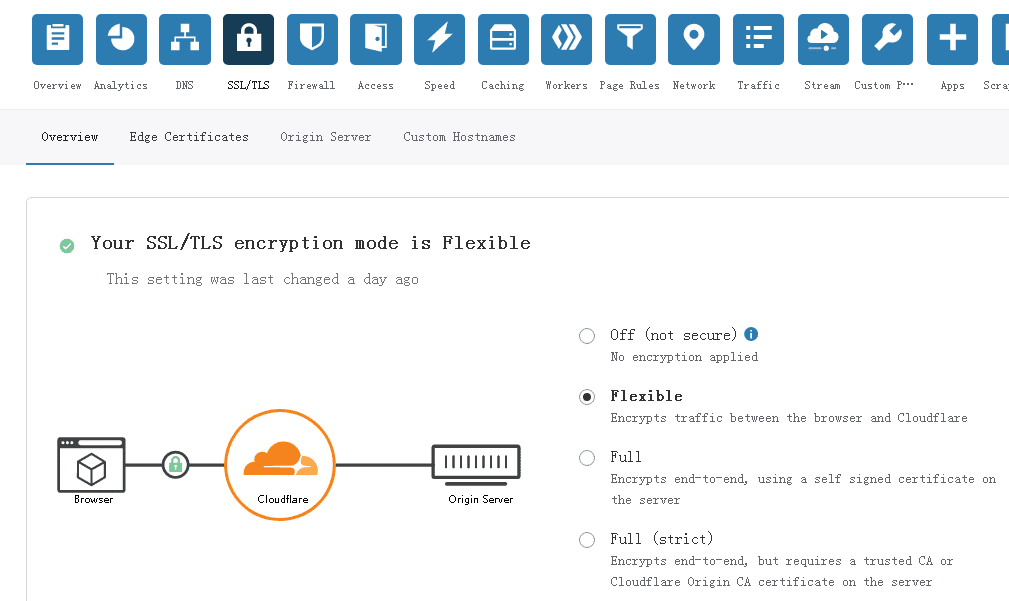 Overview Analytics DNS SSL/TLS Firewall Access Speed Caching Workers Page Rules Network Traffic Stream Custom P··· Apps
Overview Edge Certificates Origin Server Custom Hostnames
Your SSL/TLS encryption mode is Flexible
This setting was last changed a day ago
Off (not secure)
No encryption applied
Flexible
Encrypts traffic between the browser and Cloudflare
Full
Encrypts end-to-end, using a self signed certificate on
the server
Full (strict)
Encrypts end-to-end, but requires a trusted CA or
Cloudflare Origin CA certificate on the server
Browser Cloudflare Origin Server